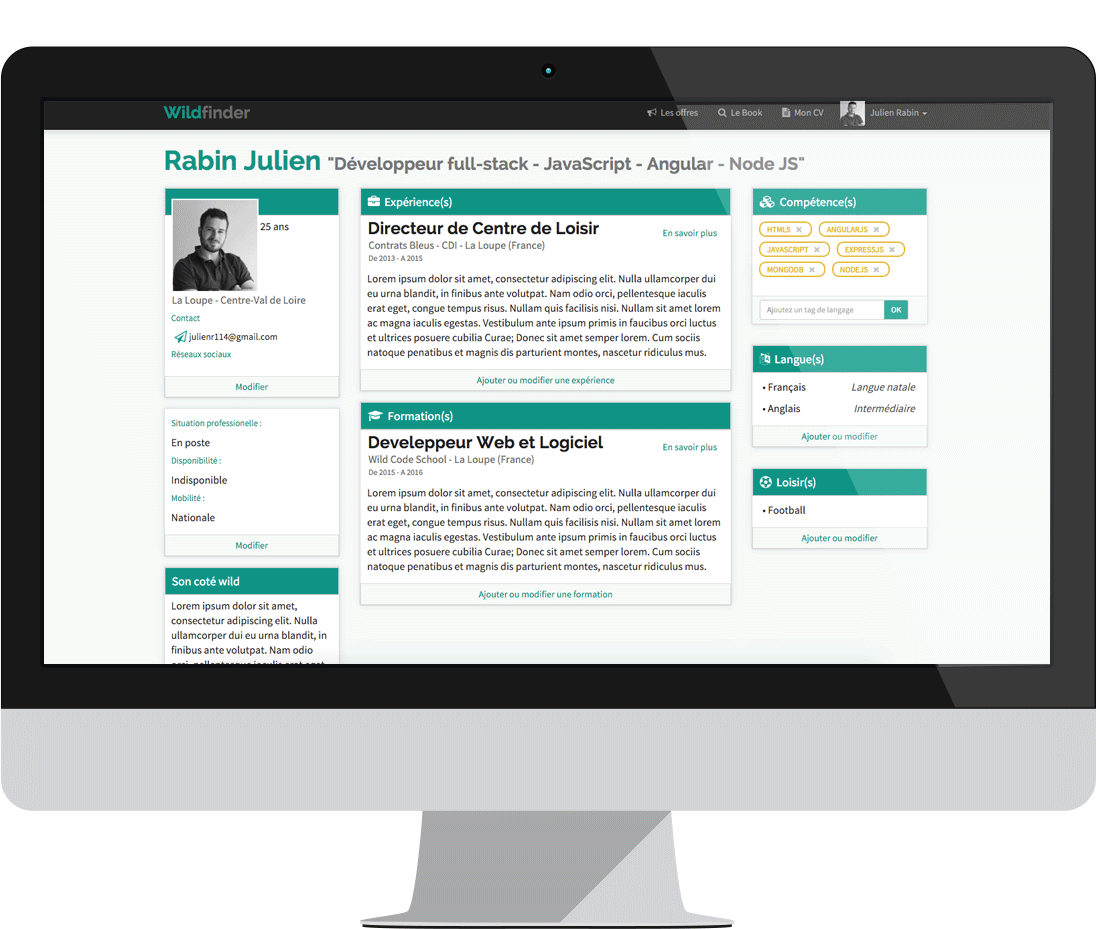 Wildfinder
Les offres
Le Book
Mon CV
Julien Rabin
Rabin Julien "Développeur full-stack - JavaScript - Angular - Node JS"
25 ans
La Loupe - Centre-Val de Loire
Contact
julienr114@gmail.com
Réseaux sociaux
Modifier
Situation professionelle :
En poste
Disponibilité :
Indisponible
Mobilité :
Nationale
Modifier
Son coté wild
Lorem ipsum dolor sit amet,
consectetur adipiscing elit. Nulla
ullamcorper dui eu urna blandit, in
finibus ante volutpat. Nam odio
orci, pellentesque iaculis erat eget,
Expérience(s)
Directeur de Centre de Loisir
En savoir plus
Contrats Bleus - CDI - La Loupe (France)
De 2013 - A 2015
Lorem ipsum dolor sit amet, consectetur adipiscing elit. Nulla ullamcorper dui
eu urna blandit, in finibus ante volutpat. Nam odio orci, pellentesque iaculis
erat eget, congue tempus risus. Nullam quis facilisis nisi. Nullam sit amet lorem
ac magna iaculis egestas. Vestibulum ante ipsum primis in faucibus orci luctus
et ultrices posuere cubilia Curae; Donec sit amet semper lorem. Cum sociis
natoque penatibus et magnis dis parturient montes, nascetur ridiculus mus.
Ajouter ou modifier une expérience
Formation(s)
Develeppeur Web et Logiciel
En savoir plus
Wild Code School - La Loupe (France)
De 2015 - A 2016
Lorem ipsum dolor sit amet, consectetur adipiscing elit. Nulla ullamcorper dui
eu urna blandit, in finibus ante volutpat. Nam odio orci, pellentesque iaculis
erat eget, congue tempus risus. Nullam quis facilisis nisi. Nullam sit amet lorem
ac magna iaculis egestas. Vestibulum ante ipsum primis in faucibus orci luctus
et ultrices posuere cubilia Curae; Donec sit amet semper lorem. Cum sociis
natoque penatibus et magnis dis parturient montes, nascetur ridiculus mus.
Ajouter ou modifier une formation
Compétence(s)
HTML5 ×
ANGULARJS ×
JAVASCRIPT ×
EXPRESSJS ×
MONGODB ×
NODEJS ×
Ajoutez un tag de langage
OK
Langue(s)
• Français Langue natale
• Anglais Intermédiaire
Ajouter ou modifier
Loisir(s)
• Football
Ajouter ou modifier